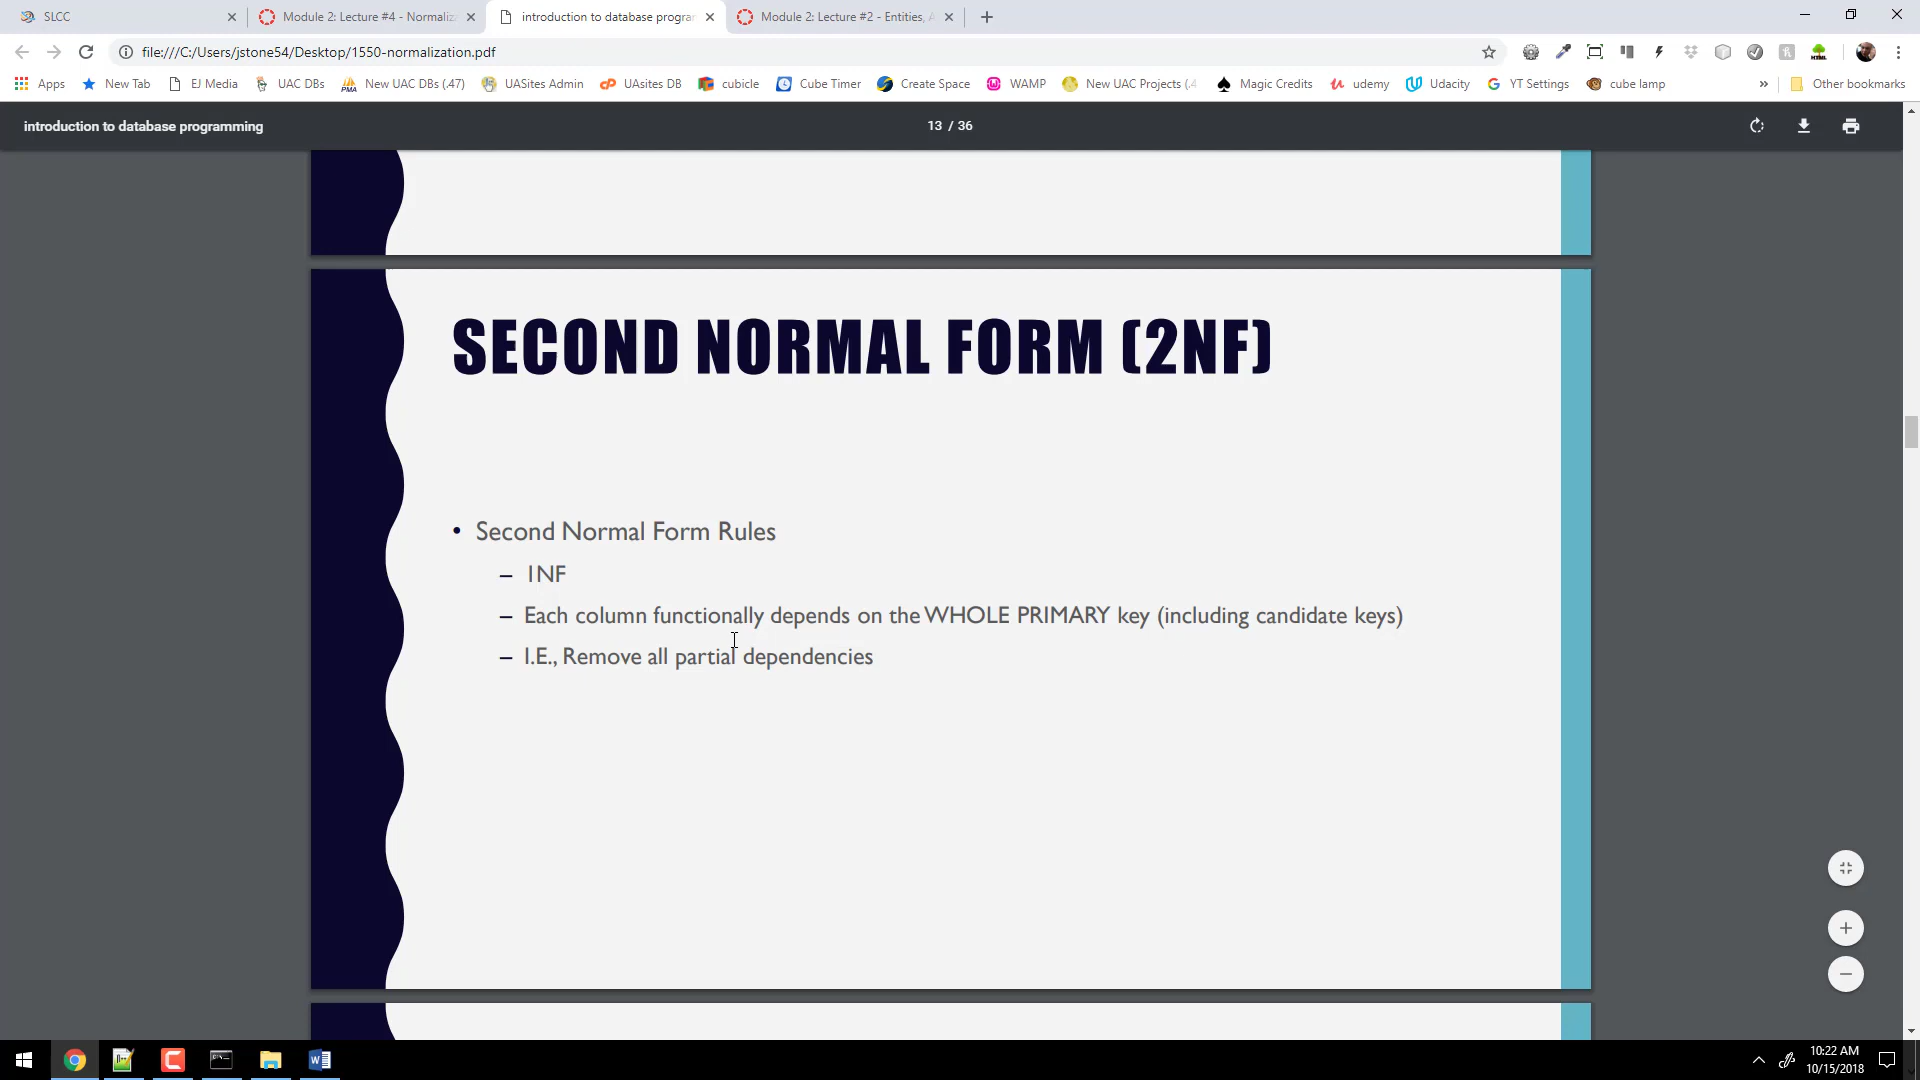 SLCC
Module 2: Lecture #4 - Normaliz
introduction to database progra
Module 2: Lecture #2 - Entities, A
file:///C:/Users/jstone54/Desktop/1550-normalization.pdf
Apps
New Tab
EJ Media
UAC DBs
New UAC DBs (.47)
UASites Admin
UAsites DB
cubicle
Cube Timer
Create Space
WAMP
New UAC Projects (.4
Magic Credits
udemy
Udacity
YT Settings
cube lamp
»
Other bookmarks
introduction to database programming
13 / 36
SECOND NORMAL FORM (2NF)
• Second Normal Form Rules
– 1NF
– Each column functionally depends on the WHOLE PRIMARY key (including candidate keys)
– I.E., Remove all partial dependencies
10:22 AM
10/15/2018